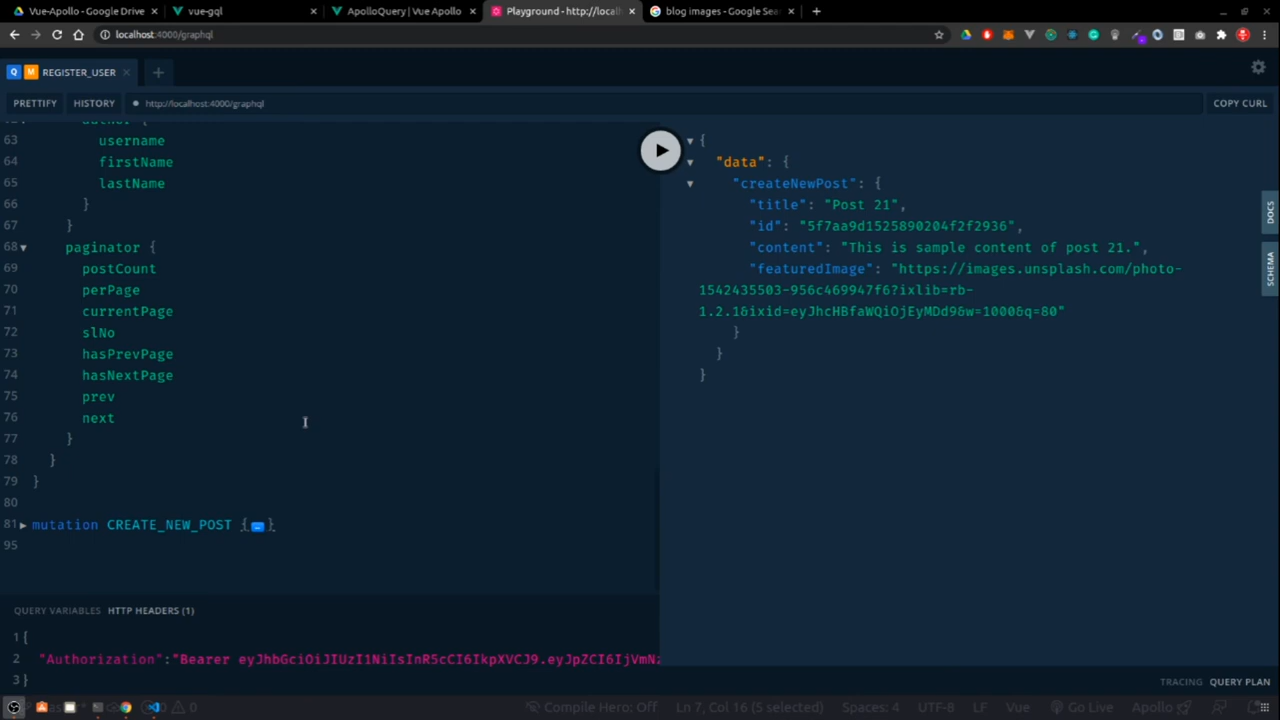 Vue-Apollo - Google Drive
vue-gql
ApolloQuery | Vue Apollo
Playground - http://local
blog images - Google Sea
localhost:4000/graphql
Q M REGISTER_USER
PRETTIFY HISTORY http://localhost:4000/graphql COPY CURL
63 username
64 firstName
65 lastName
66 }
67 }
68 paginator {
69 postCount
70 perPage
71 currentPage
72 slNo
73 hasPrevPage
74 hasNextPage
75 prev
76 next
77 }
78 }
79 }
80
81 mutation CREATE_NEW_POST {…}
95
{
"data": {
"createNewPost": {
"title": "Post 21",
"id": "5f7aa9d1525890204f2f2936",
"content": "This is sample content of post 21.",
"featuredImage": "https://images.unsplash.com/photo-
1542435503-956c469947f6?ixlib=rb-
1.2.1&ixid=eyJhcHBfaWQiOjEyMDd9&w=1000&q=80"
}
}
}
DOCS
SCHEMA
QUERY VARIABLES HTTP HEADERS (1)
1 {
2 "Authorization":"Bearer eyJhbGciOiJIUzI1NiIsInR5cCI6IkpXVCJ9.eyJpZCI6IjVmNz
3 }
TRACING QUERY PLAN
0 Compile Hero: Off Ln 7, Col 16 (5 selected) Spaces: 4 UTF-8 LF Vue Go Live Apollo